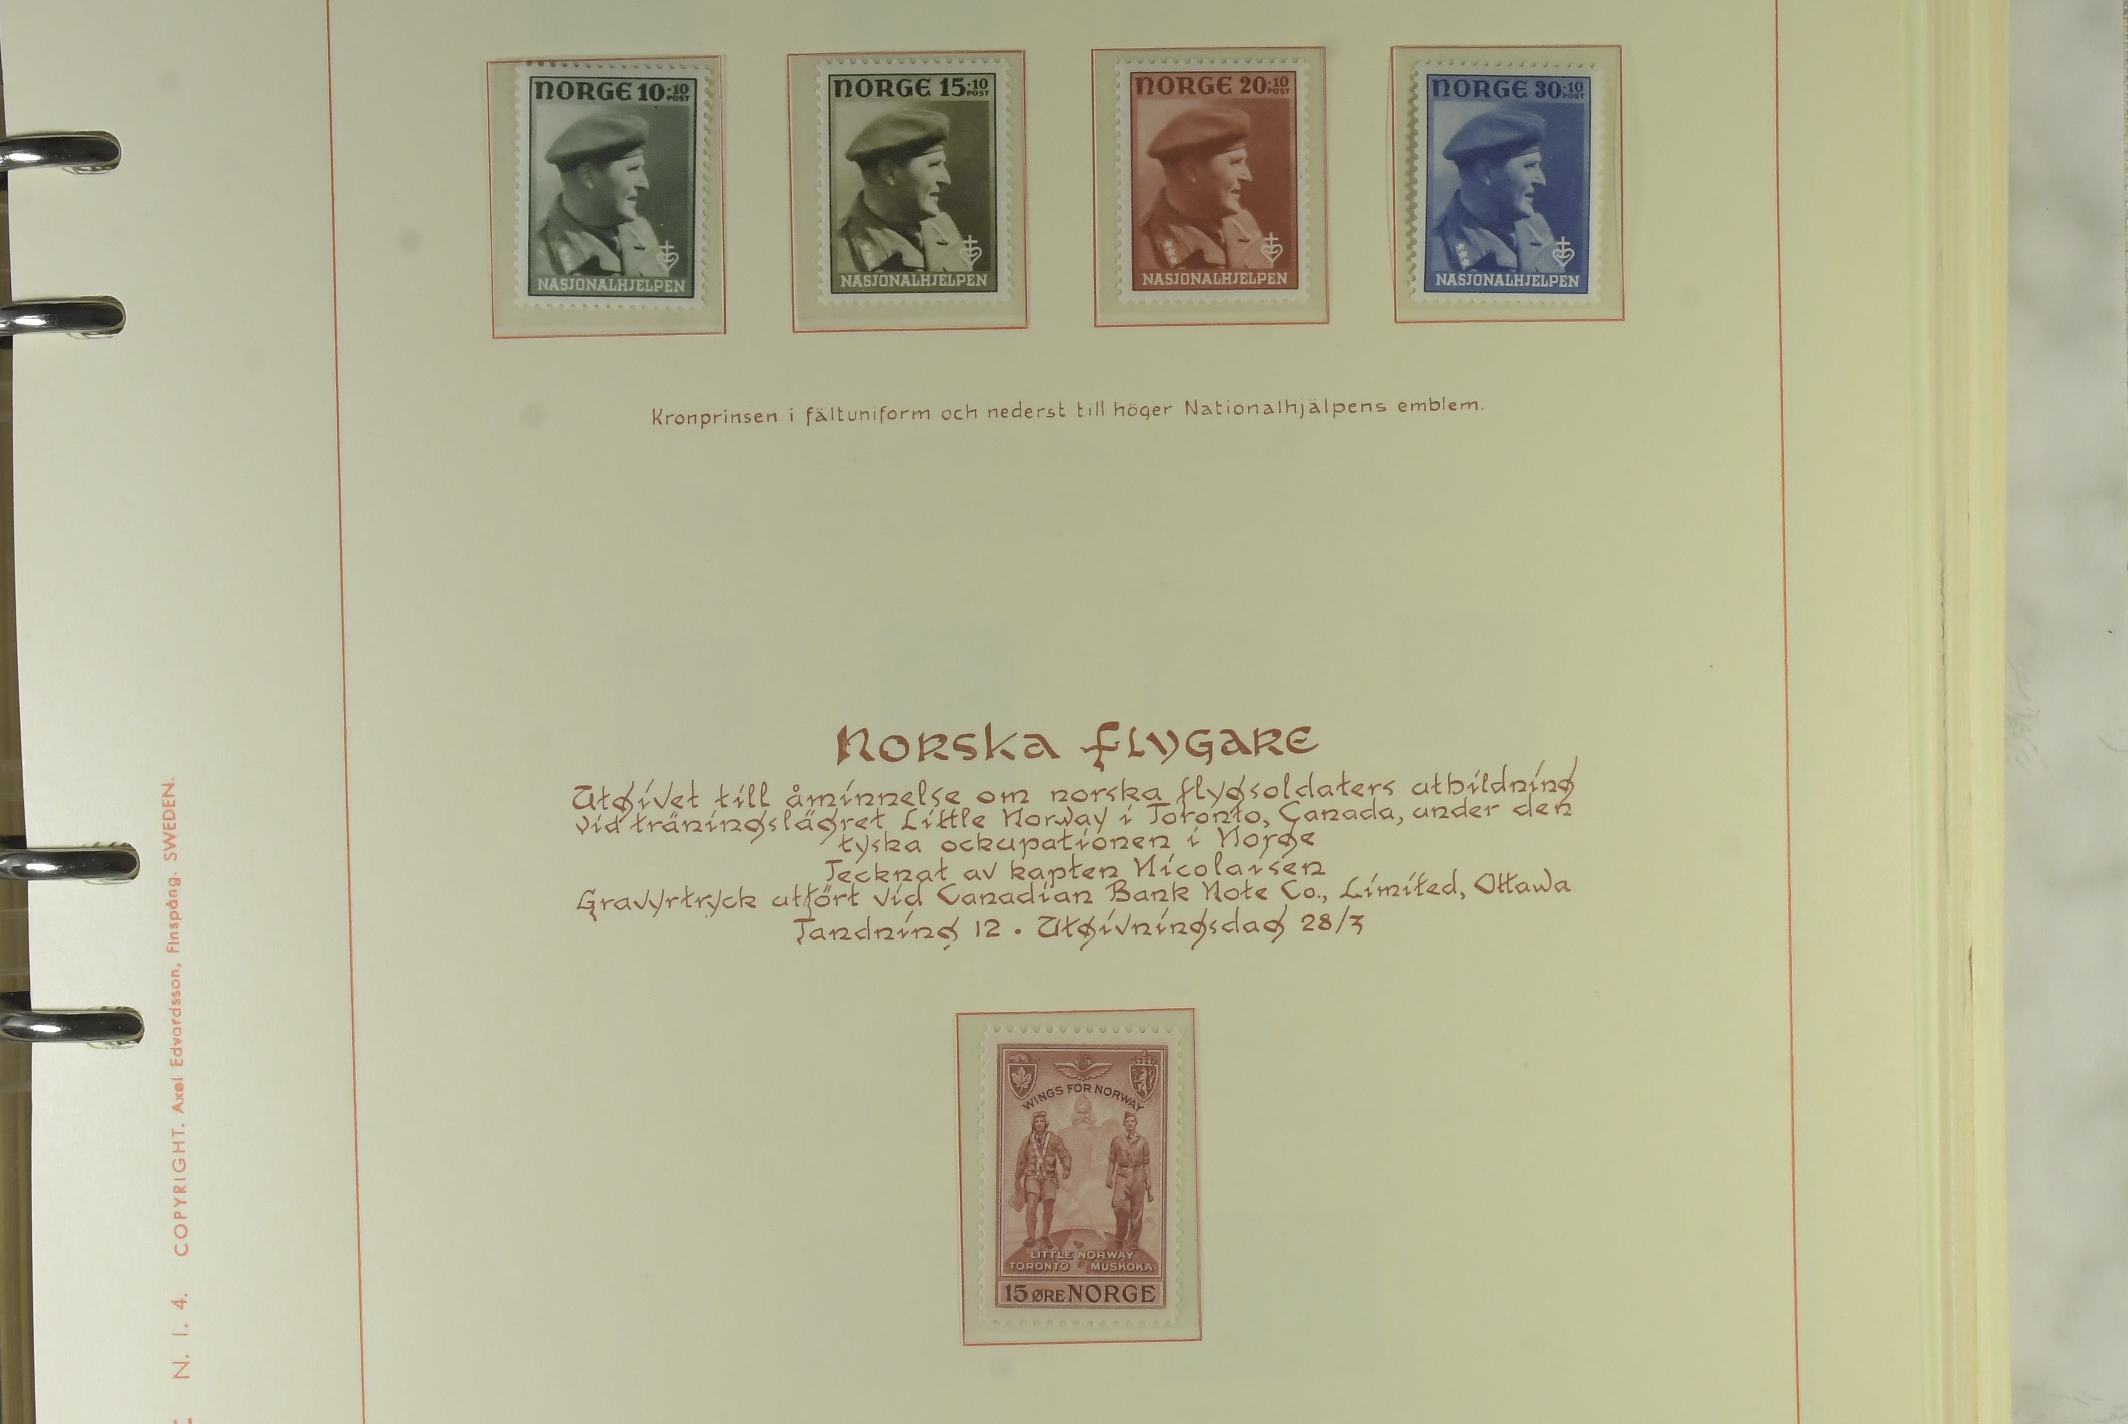 NORGE 10+10 POST
NASJONALHJELPEN
NORGE 15+10 POST
NASJONALHJELPEN
NORGE 20+10 POST
NASJONALHJELPEN
NORGE 30+10 POST
NASJONALHJELPEN
Kronprinsen i fältuniform och nederst till höger Nationalhjälpens emblem.
Norska flygare
Utgivet till åminnelse om norska flygsoldaters utbildning
vid träningslägret Little Norway i Toronto, Canada, under den
tyska ockupationen i Norge
Tecknat av kapten Nicolaisen
Gravyrtryck utfört vid Canadian Bank Note Co., Limited, Ottawa
Tandning 12 · Utgivningsdag 28/3
WINGS FOR NORWAY
LITTLE NORWAY
TORONTO MUSKOKA
15 ØRE NORGE
N. I. 4. COPYRIGHT. Axel Edvardsson, Finspång. SWEDEN.